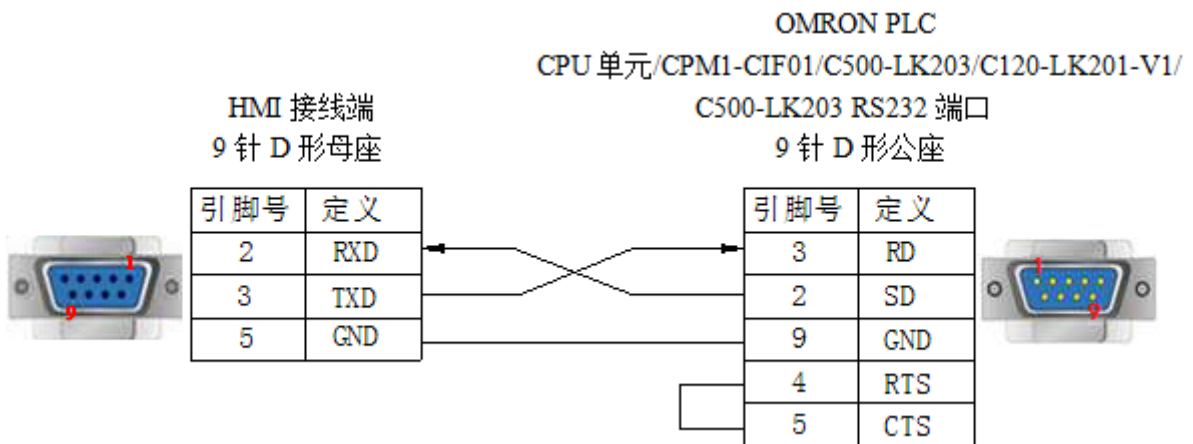 OMRON PLC
CPU 单元/CPM1-CIF01/C500-LK203/C120-LK201-V1/
C500-LK203 RS232 端口
9 针 D 形公座
HMI 接线端
9 针 D 形母座
引脚号 定义
2 RXD
3 TXD
5 GND
引脚号 定义
3 RD
2 SD
9 GND
4 RTS
5 CTS
1
9
1
9